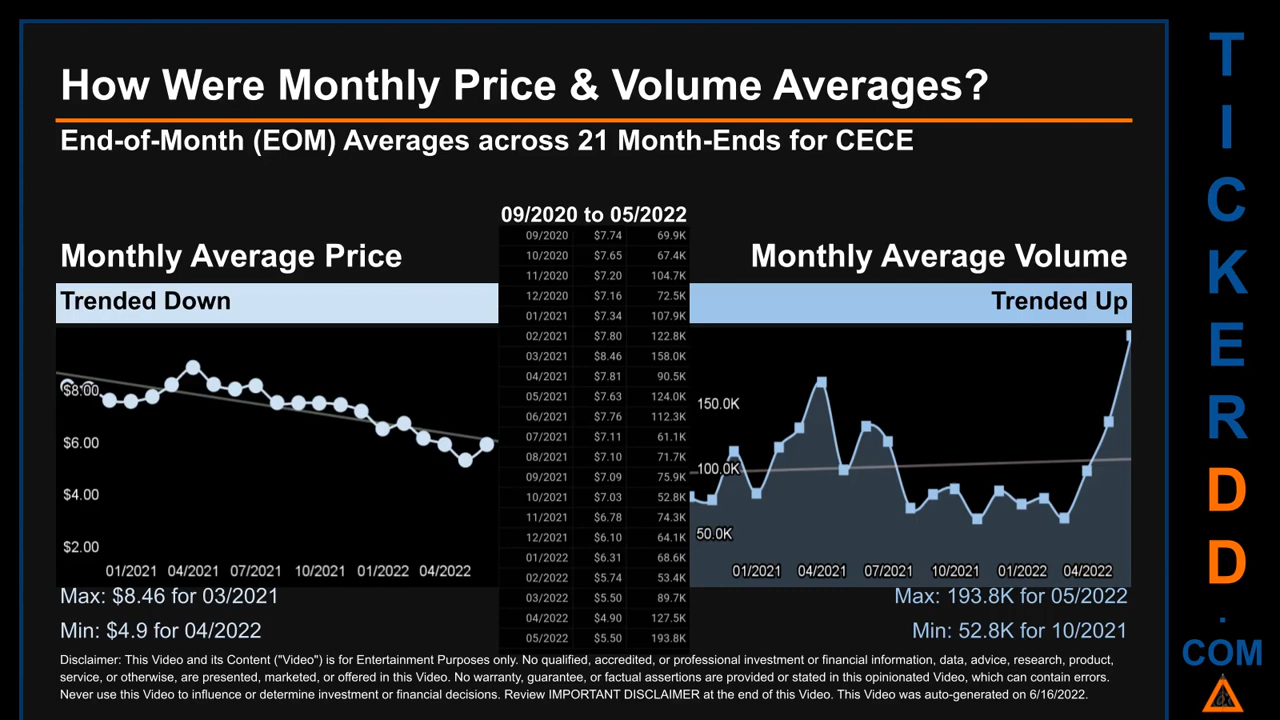 How Were Monthly Price & Volume Averages?
End-of-Month (EOM) Averages across 21 Month-Ends for CECE
09/2020 to 05/2022
09/2020 $7.74 69.9K
10/2020 $7.65 67.4K
11/2020 $7.20 104.7K
12/2020 $7.16 72.5K
01/2021 $7.34 107.9K
02/2021 $7.80 122.8K
03/2021 $8.46 158.0K
04/2021 $7.81 90.5K
05/2021 $7.63 124.0K
06/2021 $7.76 112.3K
07/2021 $7.11 61.1K
08/2021 $7.10 71.7K
09/2021 $7.09 75.9K
10/2021 $7.03 52.8K
11/2021 $6.78 74.3K
12/2021 $6.10 64.1K
01/2022 $6.31 68.6K
02/2022 $5.74 53.4K
03/2022 $5.50 89.7K
04/2022 $4.90 127.5K
05/2022 $5.50 193.8K
Monthly Average Price
Trended Down
$8.00
$6.00
$4.00
$2.00
01/2021 04/2021 07/2021 10/2021 01/2022 04/2022
Max: $8.46 for 03/2021
Min: $4.9 for 04/2022
Monthly Average Volume
Trended Up
150.0K
100.0K
50.0K
01/2021 04/2021 07/2021 10/2021 01/2022 04/2022
Max: 193.8K for 05/2022
Min: 52.8K for 10/2021
Disclaimer: This Video and its Content ("Video") is for Entertainment Purposes only. No qualified, accredited, or professional investment or financial information, data, advice, research, product,
service, or otherwise, are presented, marketed, or offered in this Video. No warranty, guarantee, or factual assertions are provided or stated in this opinionated Video, which can contain errors.
Never use this Video to influence or determine investment or financial decisions. Review IMPORTANT DISCLAIMER at the end of this Video. This Video was auto-generated on 6/16/2022.
T
I
C
K
E
R
D
D
.
COM